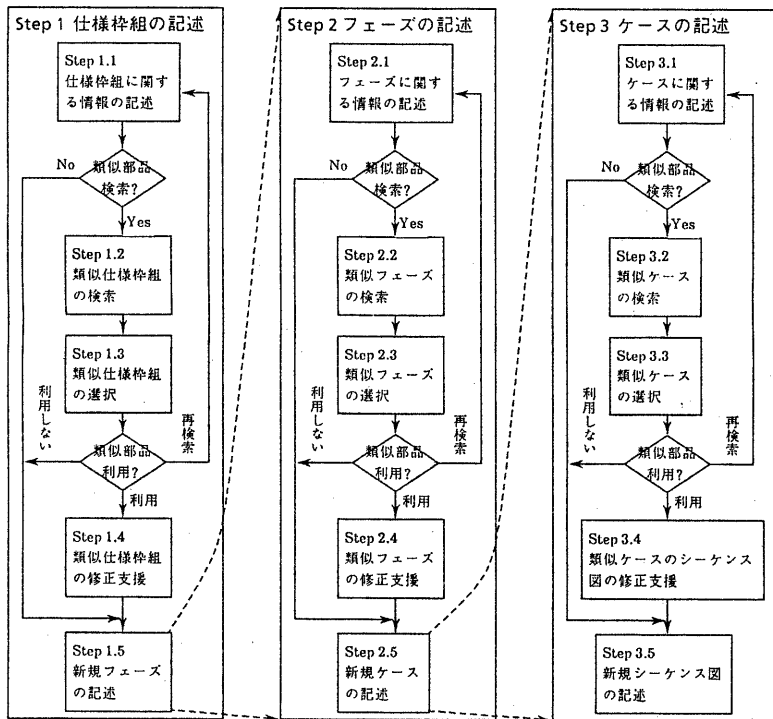 Step 1 仕様枠組の記述
Step 1.1
仕様枠組に関す
る情報の記述
No
類似部品
検索?
Yes
Step 1.2
類似仕様枠組
の検索
Step 1.3
類似仕様枠組
の選択
利用しない
類似部品
利用?
再検索
利用
Step 1.4
類似仕様枠組
の修正支援
Step 1.5
新規フェーズ
の記述
Step 2 フェーズの記述
Step 2.1
フェーズに関す
る情報の記述
No
類似部品
検索?
Yes
Step 2.2
類似フェーズ
の検索
Step 2.3
類似フェーズ
の選択
利用しない
類似部品
利用?
再検索
利用
Step 2.4
類似フェーズ
の修正支援
Step 2.5
新規ケース
の記述
Step 3 ケースの記述
Step 3.1
ケースに関す
る情報の記述
No
類似部品
検索?
Yes
Step 3.2
類似ケース
の検索
Step 3.3
類似ケース
の選択
利用しない
類似部品
利用?
再検索
利用
Step 3.4
類似ケースのシーケンス
図の修正支援
Step 3.5
新規シーケンス図
の記述